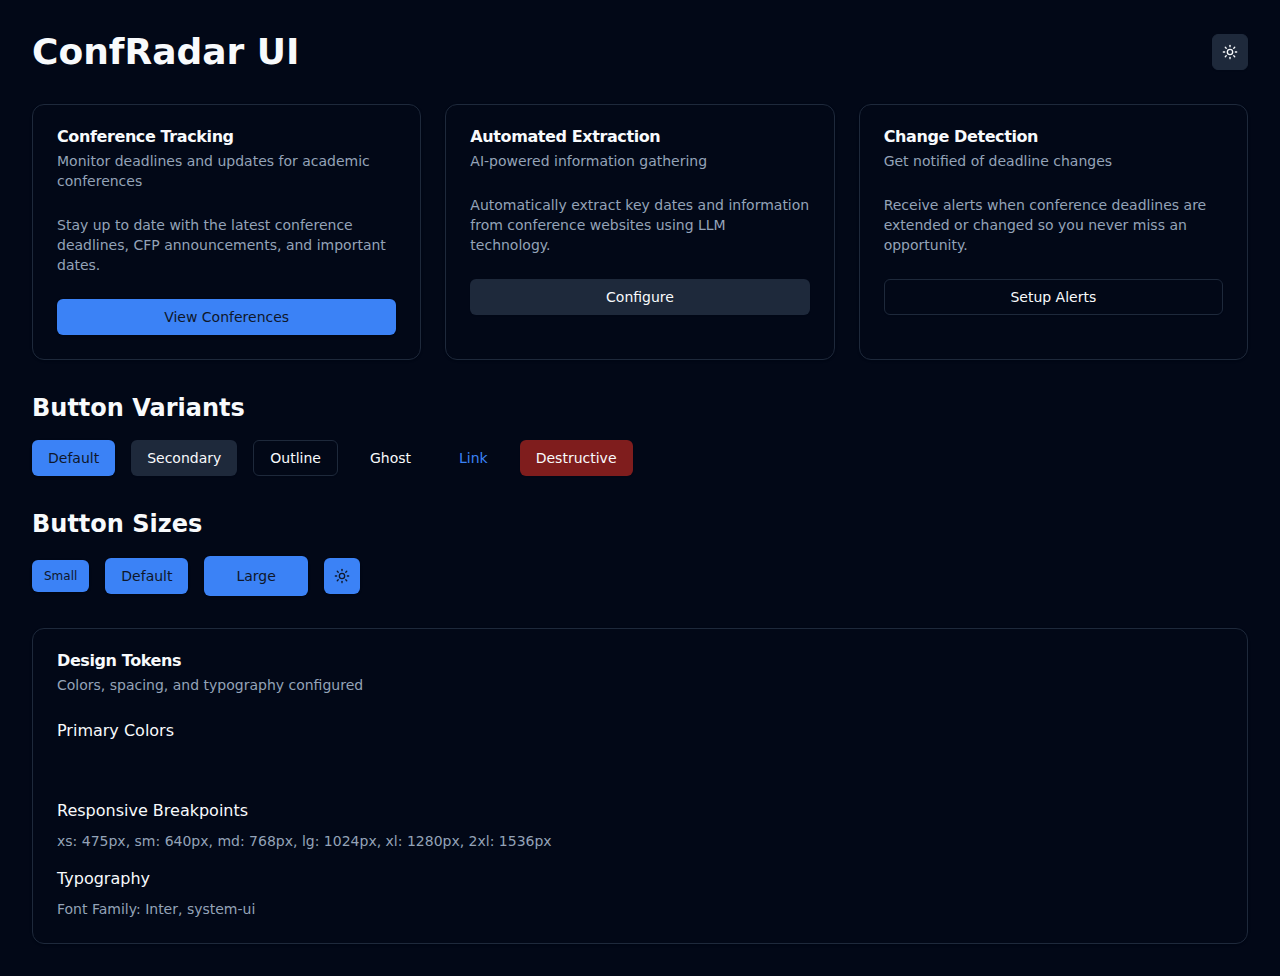 ConfRadar UI
Conference Tracking
Monitor deadlines and updates for academic
conferences
Stay up to date with the latest conference
deadlines, CFP announcements, and important
dates.
View Conferences
Automated Extraction
AI-powered information gathering
Automatically extract key dates and information
from conference websites using LLM
technology.
Configure
Change Detection
Get notified of deadline changes
Receive alerts when conference deadlines are
extended or changed so you never miss an
opportunity.
Setup Alerts
Button Variants
Default Secondary Outline Ghost Link Destructive
Button Sizes
Small Default Large
Design Tokens
Colors, spacing, and typography configured
Primary Colors
Responsive Breakpoints
xs: 475px, sm: 640px, md: 768px, lg: 1024px, xl: 1280px, 2xl: 1536px
Typography
Font Family: Inter, system-ui